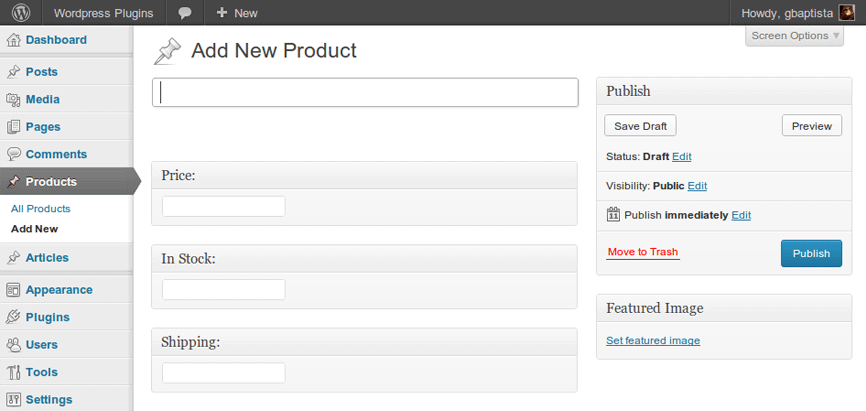 Wordpress Plugins
New
Howdy, gbaptista
Screen Options
Dashboard
Posts
Media
Pages
Comments
Products
All Products
Add New
Articles
Appearance
Plugins
Users
Tools
Settings
Add New Product
Price:
In Stock:
Shipping:
Publish
Save Draft
Preview
Status: Draft Edit
Visibility: Public Edit
11 Publish immediately Edit
Move to Trash
Publish
Featured Image
Set featured image